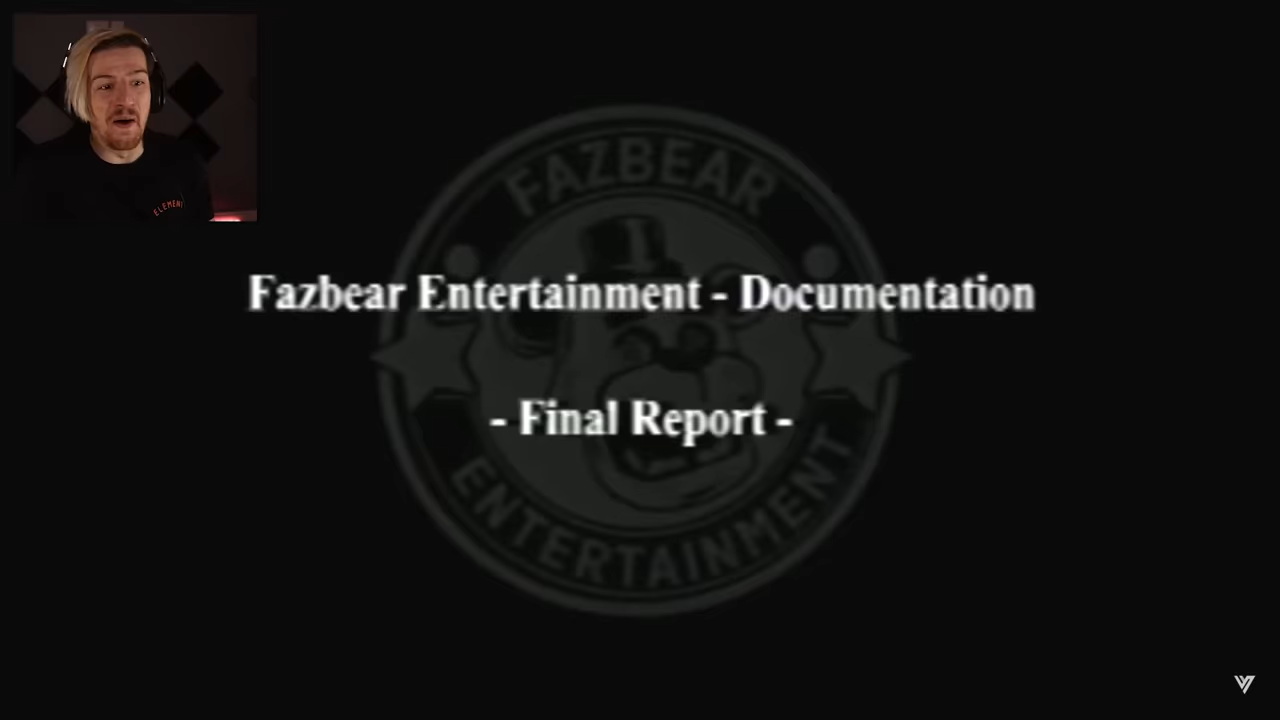 ELEMENT
FAZBEAR
Fazbear Entertainment - Documentation
- Final Report -
ENTERTAINMENT